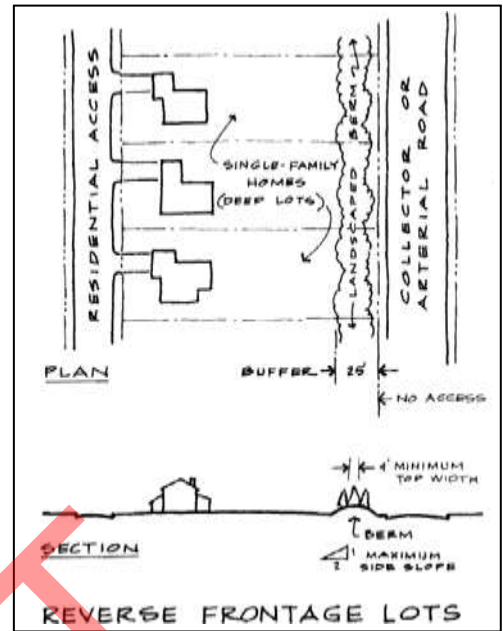 RESIDENTIAL ACCESS
SINGLE-FAMILY
HOMES
(DEEP LOTS)
LANDSCAPED BERM
COLLECTOR OR
ARTERIAL ROAD
PLAN
BUFFER 25'
NO ACCESS
4' MINIMUM
TOP WIDTH
BERM
1
2
MAXIMUM
SIDE SLOPE
SECTION
REVERSE FRONTAGE LOTS